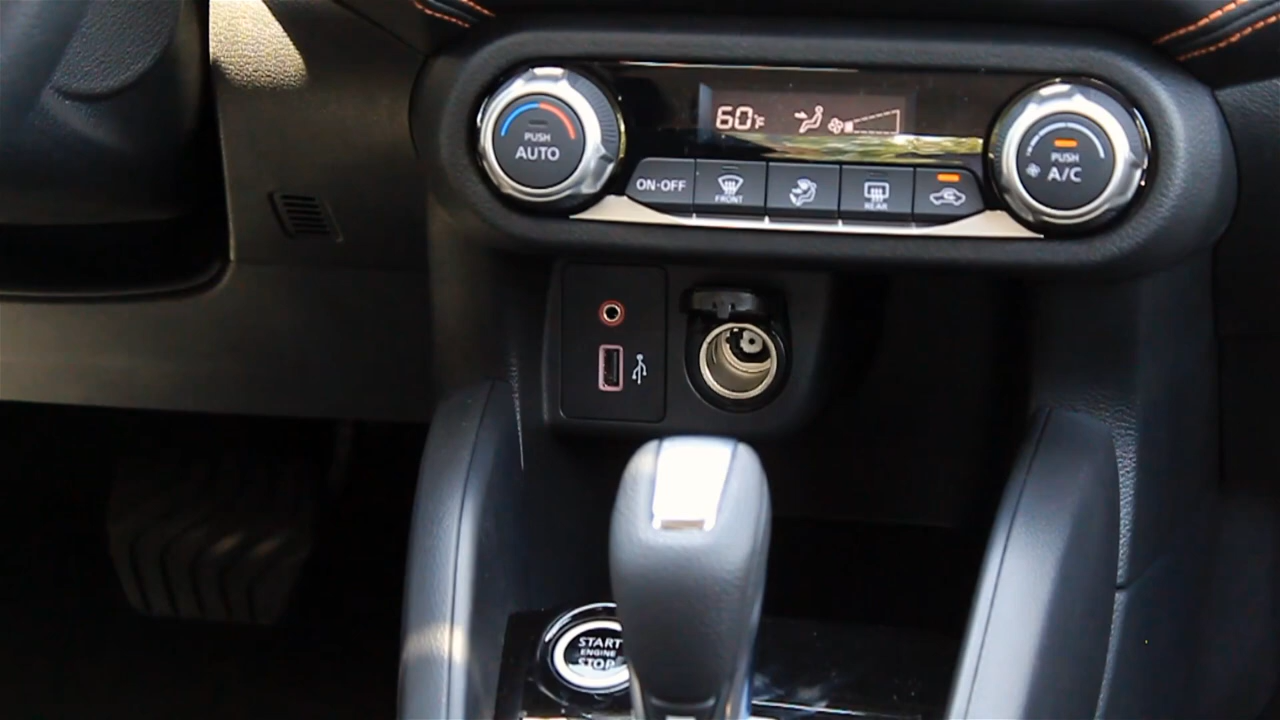 60°F
PUSH
AUTO
PUSH
A/C
ON·OFF
FRONT
REAR
START
ENGINE
STOP